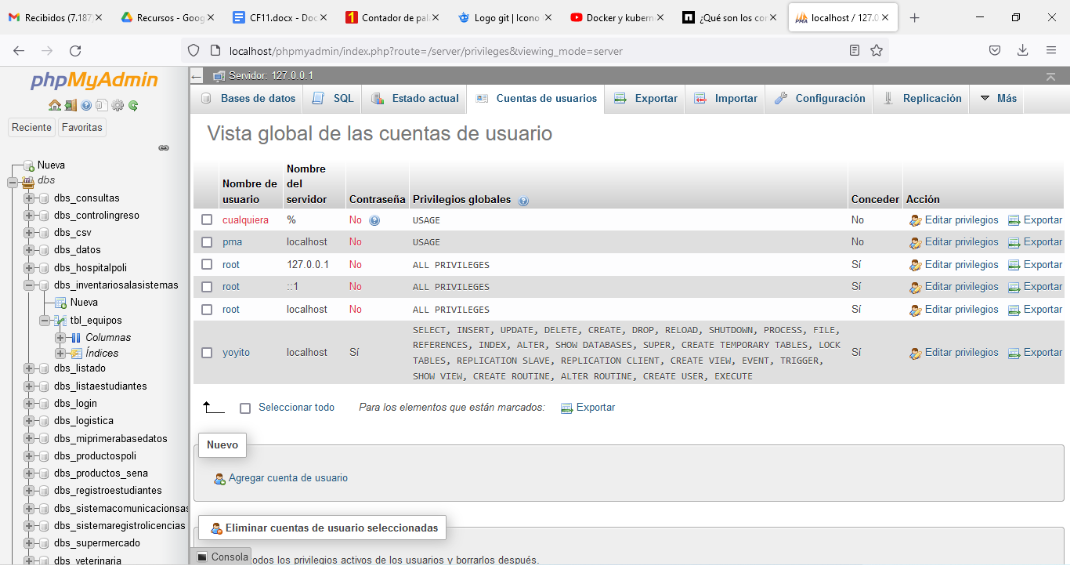 Recibidos (7.187
Recursos - Goog
CF11.docx - Doc
Contador de pal
Logo git | Icono
Docker y kubern
¿Qué son los co
localhost / 127.0
localhost/phpmyadmin/index.php?route=/server/privileges&viewing_mode=server
phpMyAdmin
Reciente Favoritas
Nueva
dbs
dbs_consultas
dbs_controlingreso
dbs_csv
dbs_datos
dbs_hospitalpoli
dbs_inventariosalasistemas
Nueva
tbl_equipos
Columnas
Índices
dbs_listado
dbs_listaestudiantes
dbs_login
dbs_logistica
dbs_miprimerabasedatos
dbs_productospoli
dbs_productos_sena
dbs_registroestudiantes
dbs_sistemacomunicacionsas
dbs_sistemaregistrolicencias
dbs_supermercado
dbs_veterinaria
Servidor: 127.0.0.1
Bases de datos SQL Estado actual Cuentas de usuarios Exportar Importar Configuración Replicación Más
Vista global de las cuentas de usuario
Nombre de usuario Nombre del servidor Contraseña Privilegios globales Conceder Acción
cualquiera % No USAGE No Editar privilegios Exportar
pma localhost No USAGE No Editar privilegios Exportar
root 127.0.0.1 No ALL PRIVILEGES Sí Editar privilegios Exportar
root ::1 No ALL PRIVILEGES Sí Editar privilegios Exportar
root localhost No ALL PRIVILEGES Sí Editar privilegios Exportar
SELECT, INSERT, UPDATE, DELETE, CREATE, DROP, RELOAD, SHUTDOWN, PROCESS, FILE,
REFERENCES, INDEX, ALTER, SHOW DATABASES, SUPER, CREATE TEMPORARY TABLES, LOCK
yoyito localhost Sí TABLES, REPLICATION SLAVE, REPLICATION CLIENT, CREATE VIEW, EVENT, TRIGGER, Sí Editar privilegios Exportar
SHOW VIEW, CREATE ROUTINE, ALTER ROUTINE, CREATE USER, EXECUTE
Seleccionar todo Para los elementos que están marcados: Exportar
Nuevo
Agregar cuenta de usuario
Eliminar cuentas de usuario seleccionadas
Consola
odos los privilegios activos de los usuarios y borrarlos después.